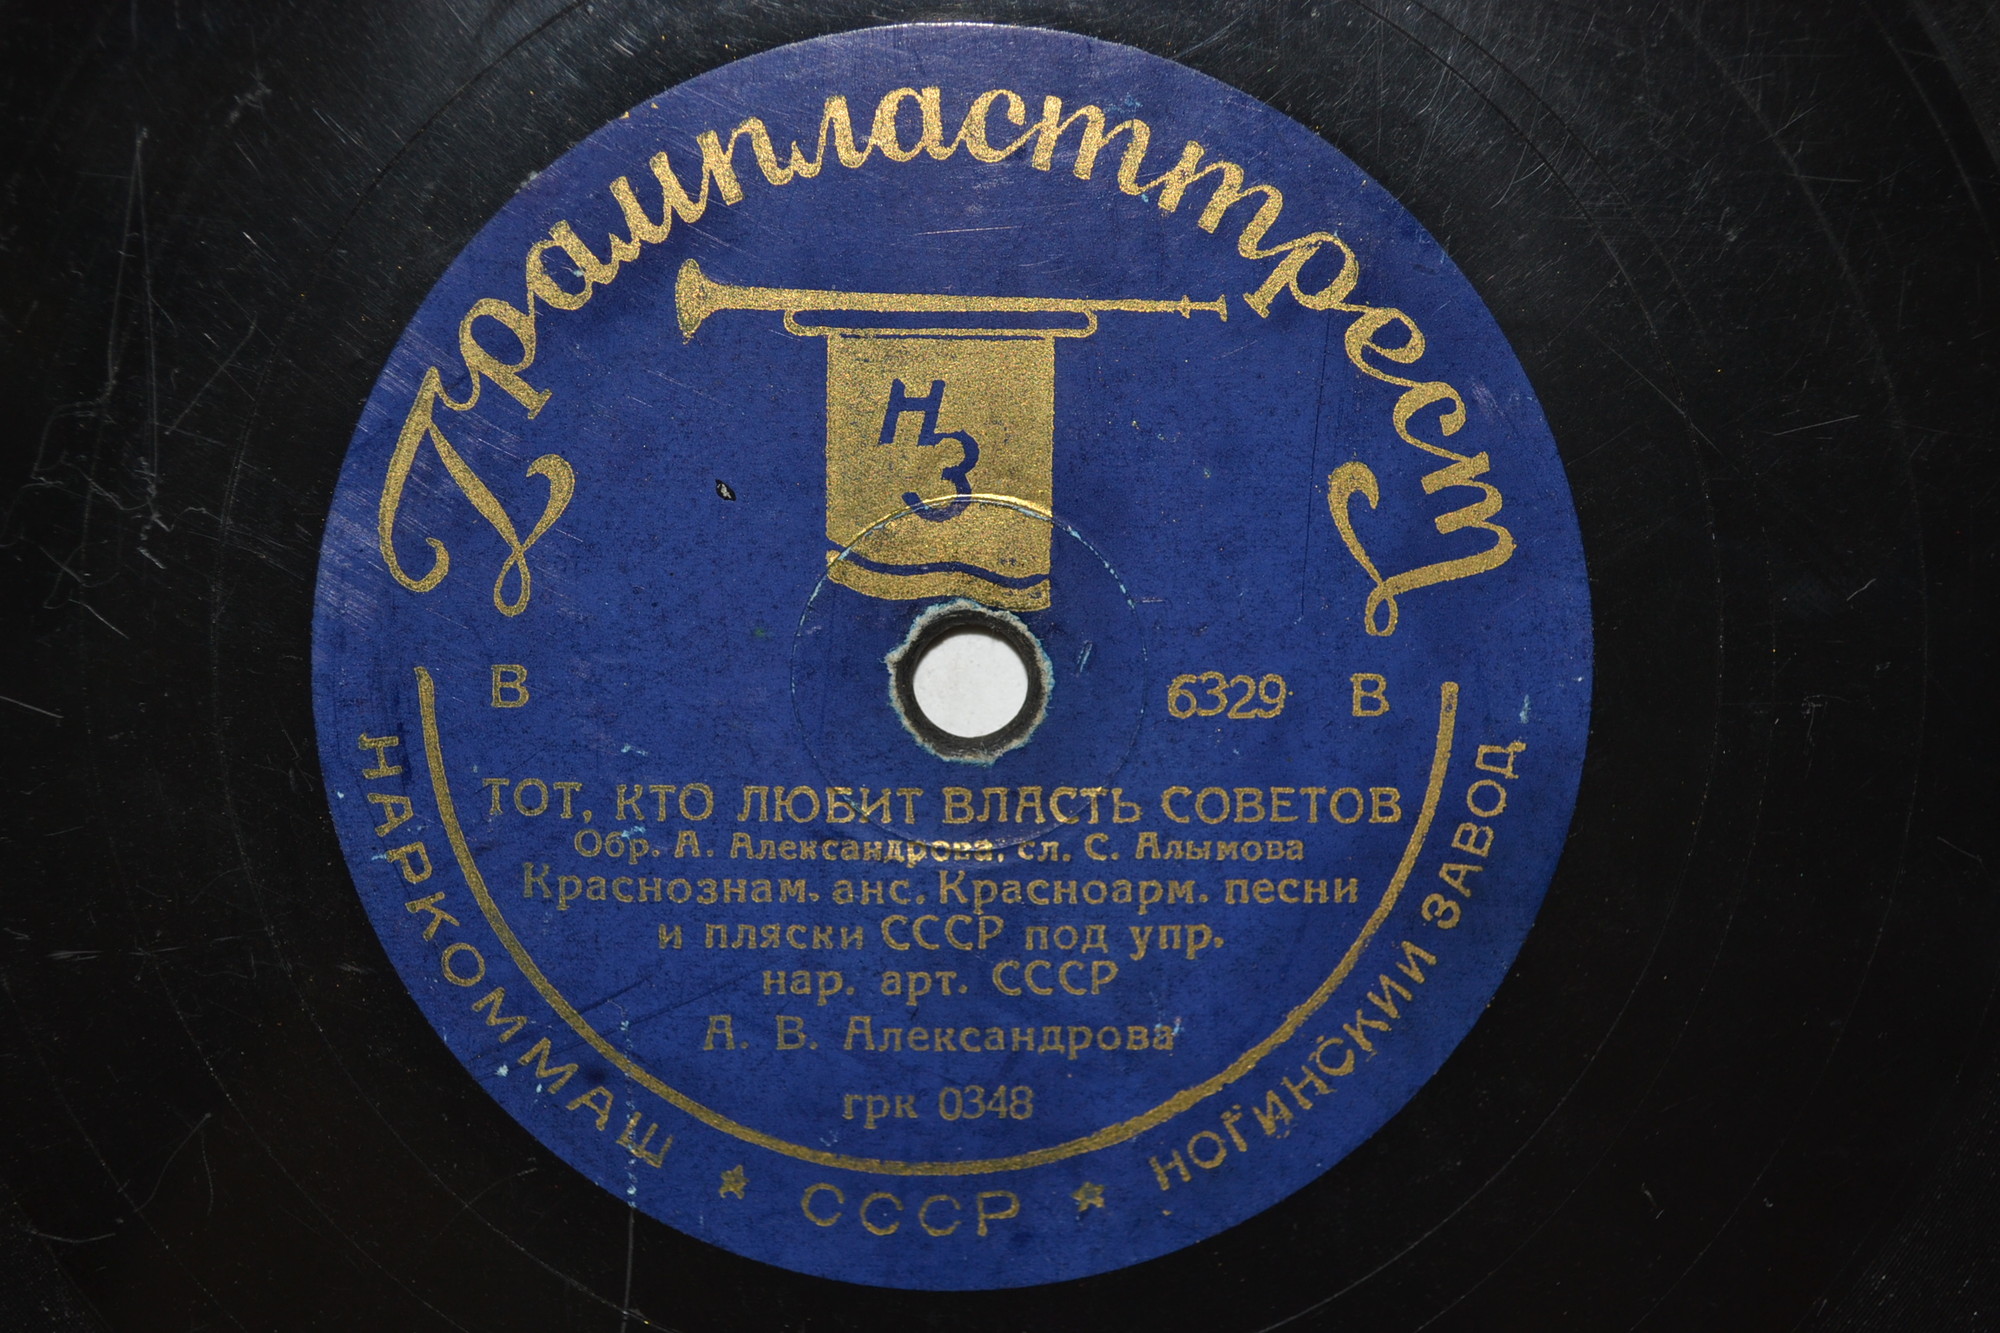 Грампласттрест
НЗ
В 6329 В
ТОТ, КТО ЛЮБИТ ВЛАСТЬ СОВЕТОВ
Обр. А. Александрова, сл. С. Алымова
Краснознам. анс. Красноарм. песни
и пляски СССР под упр.
нар. арт. СССР
А. В. Александрова
грк 0348
НАРКОММАШ ★ СССР ★ НОГИНСКИЙ ЗАВОД